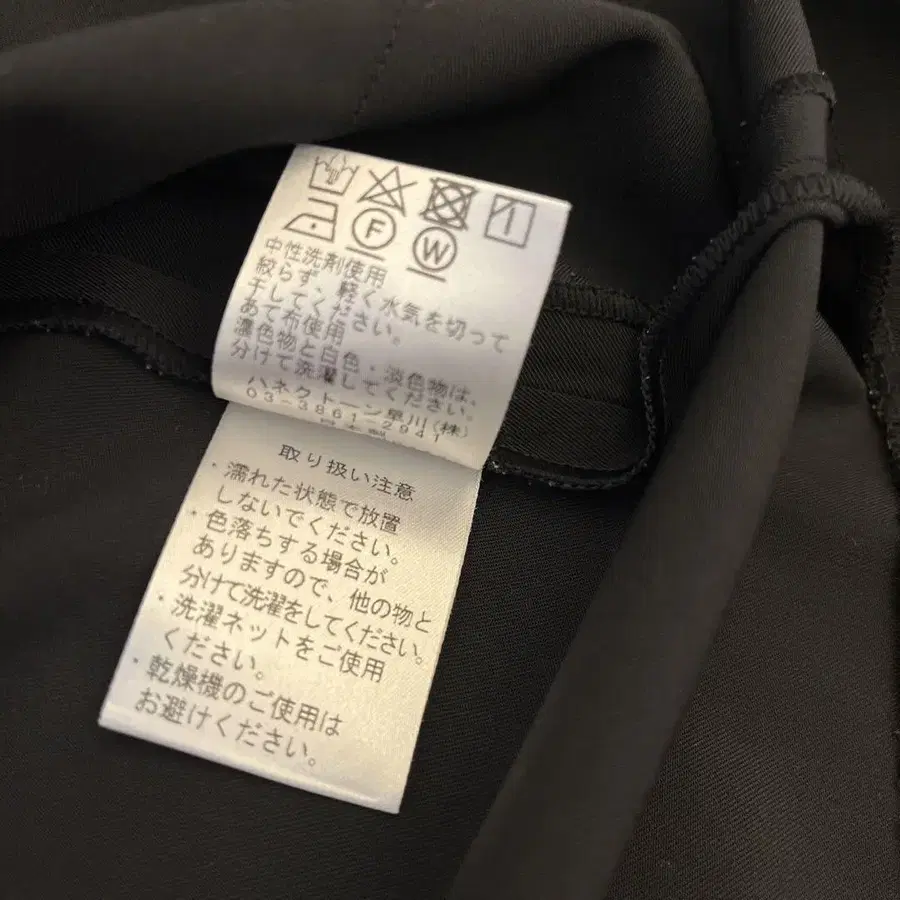 F W
中性洗剤使用
絞らず、軽く水気を切って
干してください。
あて布使用
濃色物と白色・淡色物は、
分けて洗濯してください。
ハネクトーン早川(株)
03-3861-2941
日本製
取り扱い注意
・濡れた状態で放置
しないでください。
・色落ちする場合が
ありますので、他の物と
分けて洗濯をしてください。
・洗濯ネットをご使用
ください。
・乾燥機のご使用は
お避けください。